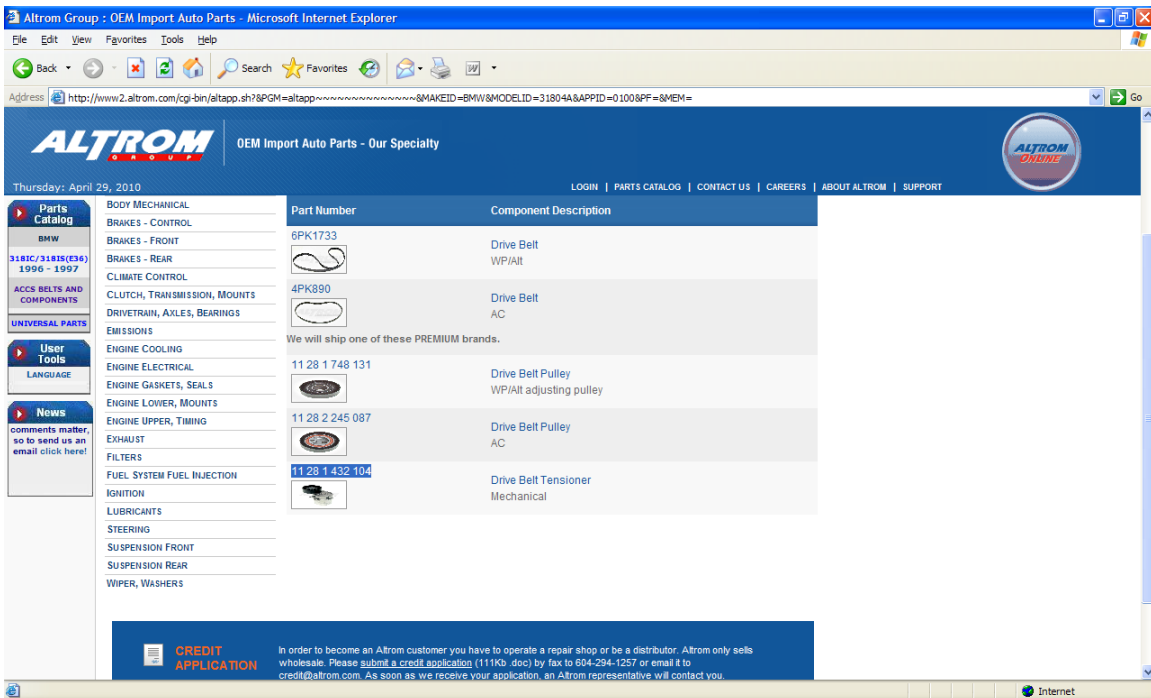 Altrom Group : OEM Import Auto Parts - Microsoft Internet Explorer
File Edit View Favorites Tools Help
Back Search Favorites
Address http://www2.altrom.com/cgi-bin/altapp.sh?&PGM=altapp~~~~~~~~~~~~~~~&MAKEID=BMW&MODELID=31804A&APPID=0100&PF=&MEM= Go
ALTROM GROUP
OEM Import Auto Parts - Our Specialty
ALTROM ONLINE
Thursday: April 29, 2010
LOGIN | PARTS CATALOG | CONTACT US | CAREERS | ABOUT ALTROM | SUPPORT
Parts Catalog
BMW
318IC/318IS(E36)
1996 - 1997
ACCS BELTS AND
COMPONENTS
UNIVERSAL PARTS
User Tools
LANGUAGE
News
comments matter,
so to send us an
email click here!
BODY MECHANICAL
BRAKES - CONTROL
BRAKES - FRONT
BRAKES - REAR
CLIMATE CONTROL
CLUTCH, TRANSMISSION, MOUNTS
DRIVETRAIN, AXLES, BEARINGS
EMISSIONS
ENGINE COOLING
ENGINE ELECTRICAL
ENGINE GASKETS, SEALS
ENGINE LOWER, MOUNTS
ENGINE UPPER, TIMING
EXHAUST
FILTERS
FUEL SYSTEM FUEL INJECTION
IGNITION
LUBRICANTS
STEERING
SUSPENSION FRONT
SUSPENSION REAR
WIPER, WASHERS
Part Number Component Description
6PK1733
Drive Belt
WP/Alt
4PK890
Drive Belt
AC
We will ship one of these PREMIUM brands.
11 28 1 748 131
Drive Belt Pulley
WP/Alt adjusting pulley
11 28 2 245 087
Drive Belt Pulley
AC
11 28 1 432 104
Drive Belt Tensioner
Mechanical
CREDIT
APPLICATION
In order to become an Altrom customer you have to operate a repair shop or be a distributor. Altrom only sells
wholesale. Please submit a credit application (111Kb .doc) by fax to 604-294-1257 or email it to
credit@altrom.com. As soon as we receive your application, an Altrom representative will contact you.
Internet